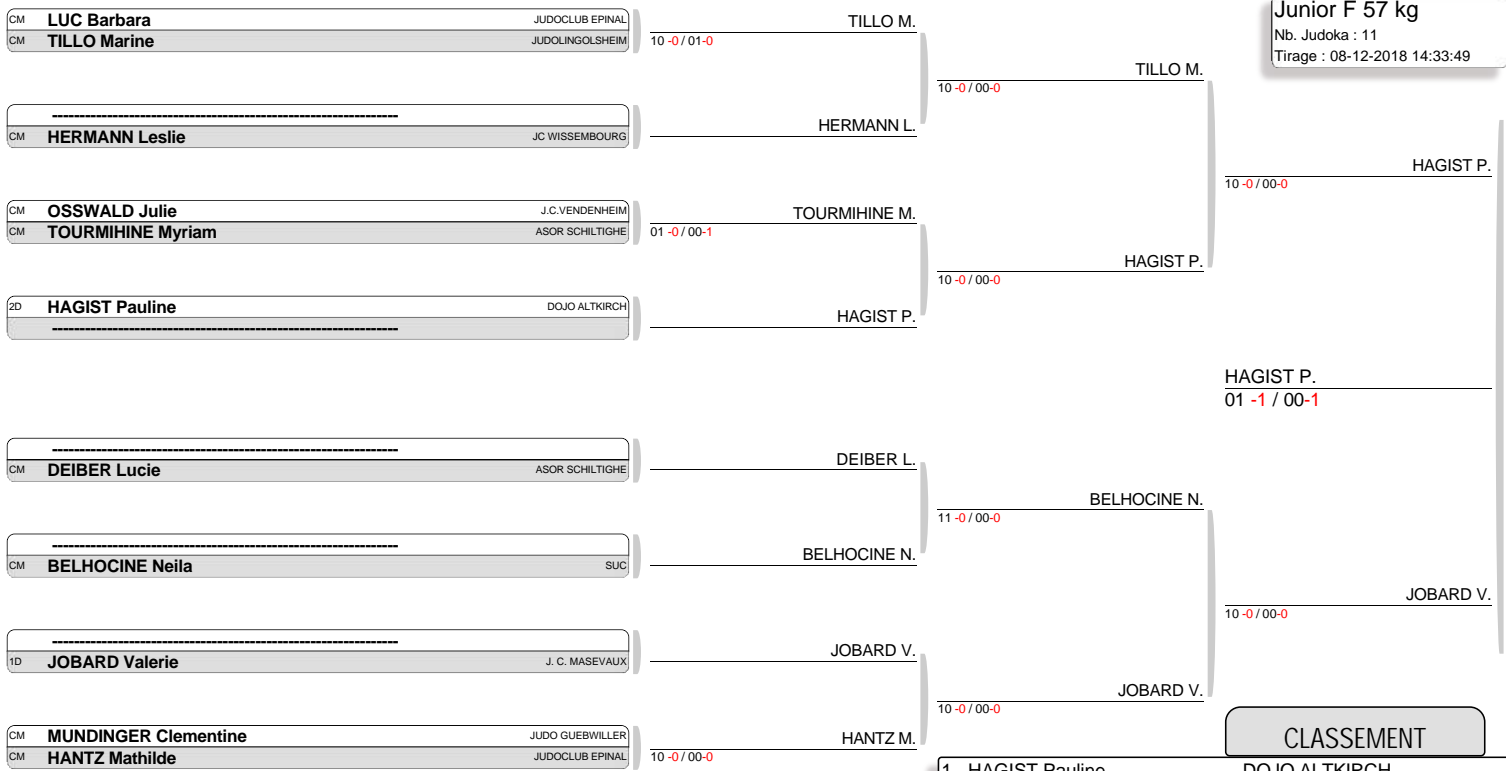 Junior F 57 kg
Nb. Judoka : 11
Tirage : 08-12-2018 14:33:49
CM LUC Barbara JUDOCLUB EPINAL
CM TILLO Marine JUDOLINGOLSHEIM
TILLO M.
10 -0 / 01-0
TILLO M.
10 -0 / 00-0
------------------------------------------------------------------
CM HERMANN Leslie JC WISSEMBOURG
HERMANN L.
HAGIST P.
10 -0 / 00-0
CM OSSWALD Julie J.C.VENDENHEIM
CM TOURMIHINE Myriam ASOR SCHILTIGHE
TOURMIHINE M.
01 -0 / 00-1
HAGIST P.
10 -0 / 00-0
2D HAGIST Pauline DOJO ALTKIRCH
------------------------------------------------------------------
HAGIST P.
HAGIST P.
01 -1 / 00-1
------------------------------------------------------------------
CM DEIBER Lucie ASOR SCHILTIGHE
DEIBER L.
BELHOCINE N.
11 -0 / 00-0
------------------------------------------------------------------
CM BELHOCINE Neila SUC
BELHOCINE N.
JOBARD V.
10 -0 / 00-0
------------------------------------------------------------------
1D JOBARD Valerie J. C. MASEVAUX
JOBARD V.
JOBARD V.
10 -0 / 00-0
CM MUNDINGER Clementine JUDO GUEBWILLER
CM HANTZ Mathilde JUDOCLUB EPINAL
HANTZ M.
10 -0 / 00-0
CLASSEMENT
1 HAGIST Pauline DOJO ALTKIRCH